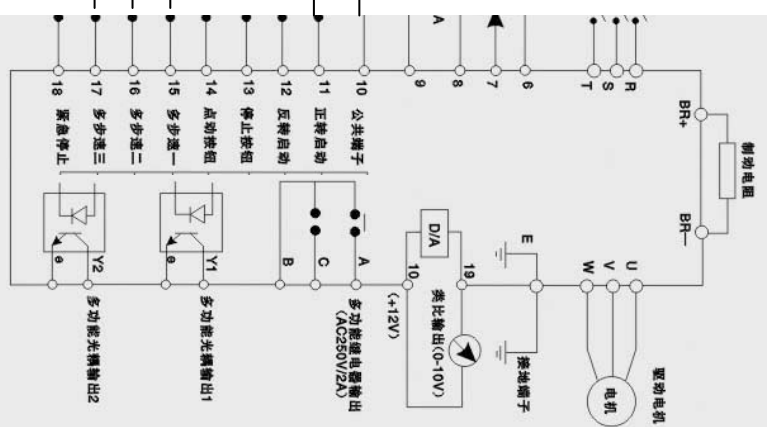 A
18
17
16
15
14
13
12
11
10
9
8
7
6
T
S
R
紧急停止
多步速三
多步速二
多步速一
点动按钮
停止按钮
反转启动
正转启动
公共端子
BR+
制动电阻
BR—
D/A
E
e
Y2
e
Y1
B
C
A
10
19
W
V
U
多功能光耦输出2
多功能光耦输出1
多功能继电器输出
(AC250V/2A)
(+12V)
类比输出(0-10V)
接地端子
电机
驱动电机